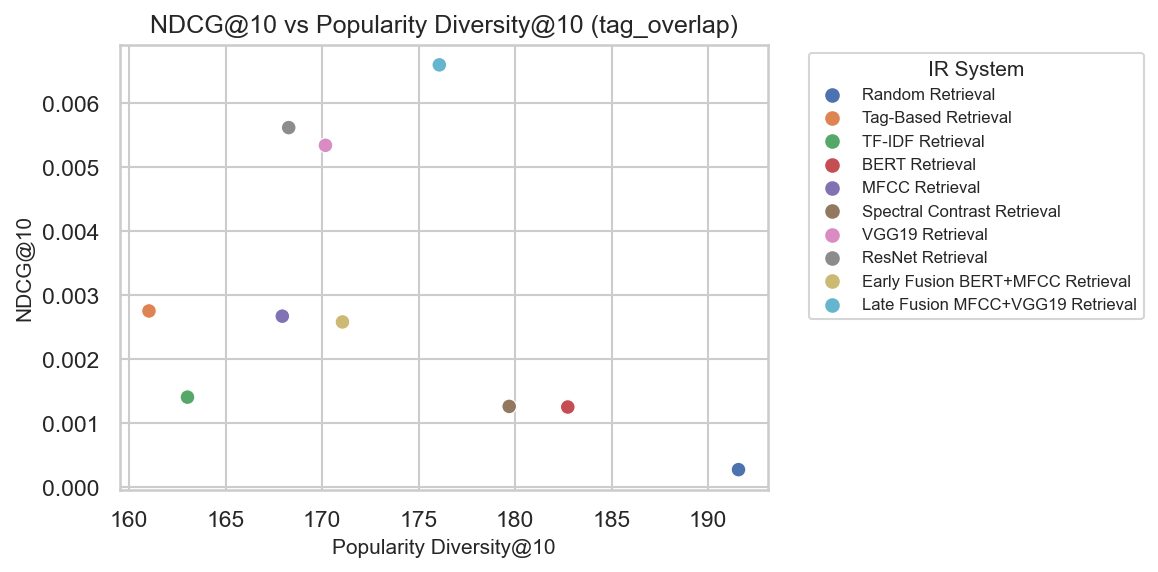 NDCG@10 vs Popularity Diversity@10 (tag_overlap)
NDCG@10
0.006
0.005
0.004
0.003
0.002
0.001
0.000
160 165 170 175 180 185 190
Popularity Diversity@10
IR System
Random Retrieval
Tag-Based Retrieval
TF-IDF Retrieval
BERT Retrieval
MFCC Retrieval
Spectral Contrast Retrieval
VGG19 Retrieval
ResNet Retrieval
Early Fusion BERT+MFCC Retrieval
Late Fusion MFCC+VGG19 Retrieval